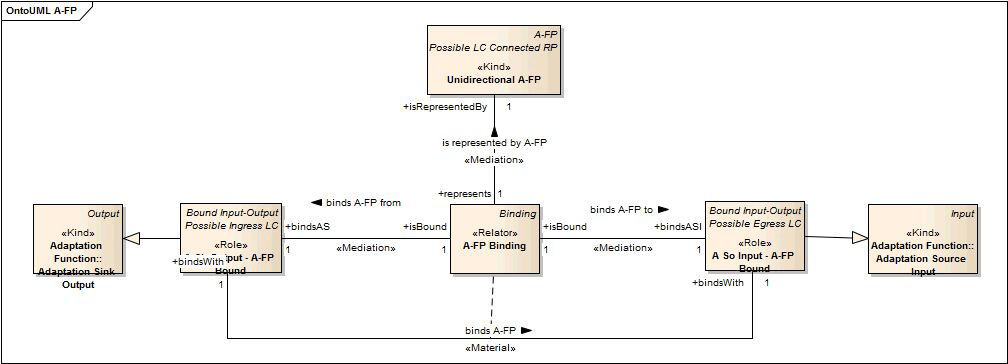 OntoUML A-FP
A-FP
Possible LC Connected RP
«Kind»
Unidirectional A-FP
+isRepresentedBy 1
is represented by A-FP
«Mediation»
+represents 1
binds A-FP from
binds A-FP to
Output
«Kind»
Adaptation
Function::
Adaptation Sink
Output
Bound Input-Output
Possible Ingress LC
«Role»
put - A-FP
Bound
+bindsWith
1
+bindsAS
1
«Mediation»
+isBound
1
Binding
«Relator»
A-FP Binding
+isBound
1
«Mediation»
+bindsASI
1
Bound Input-Output
Possible Egress LC
«Role»
A So Input - A-FP
Bound
+bindsWith 1
Input
«Kind»
Adaptation Function::
Adaptation Source
Input
binds A-FP
«Material»